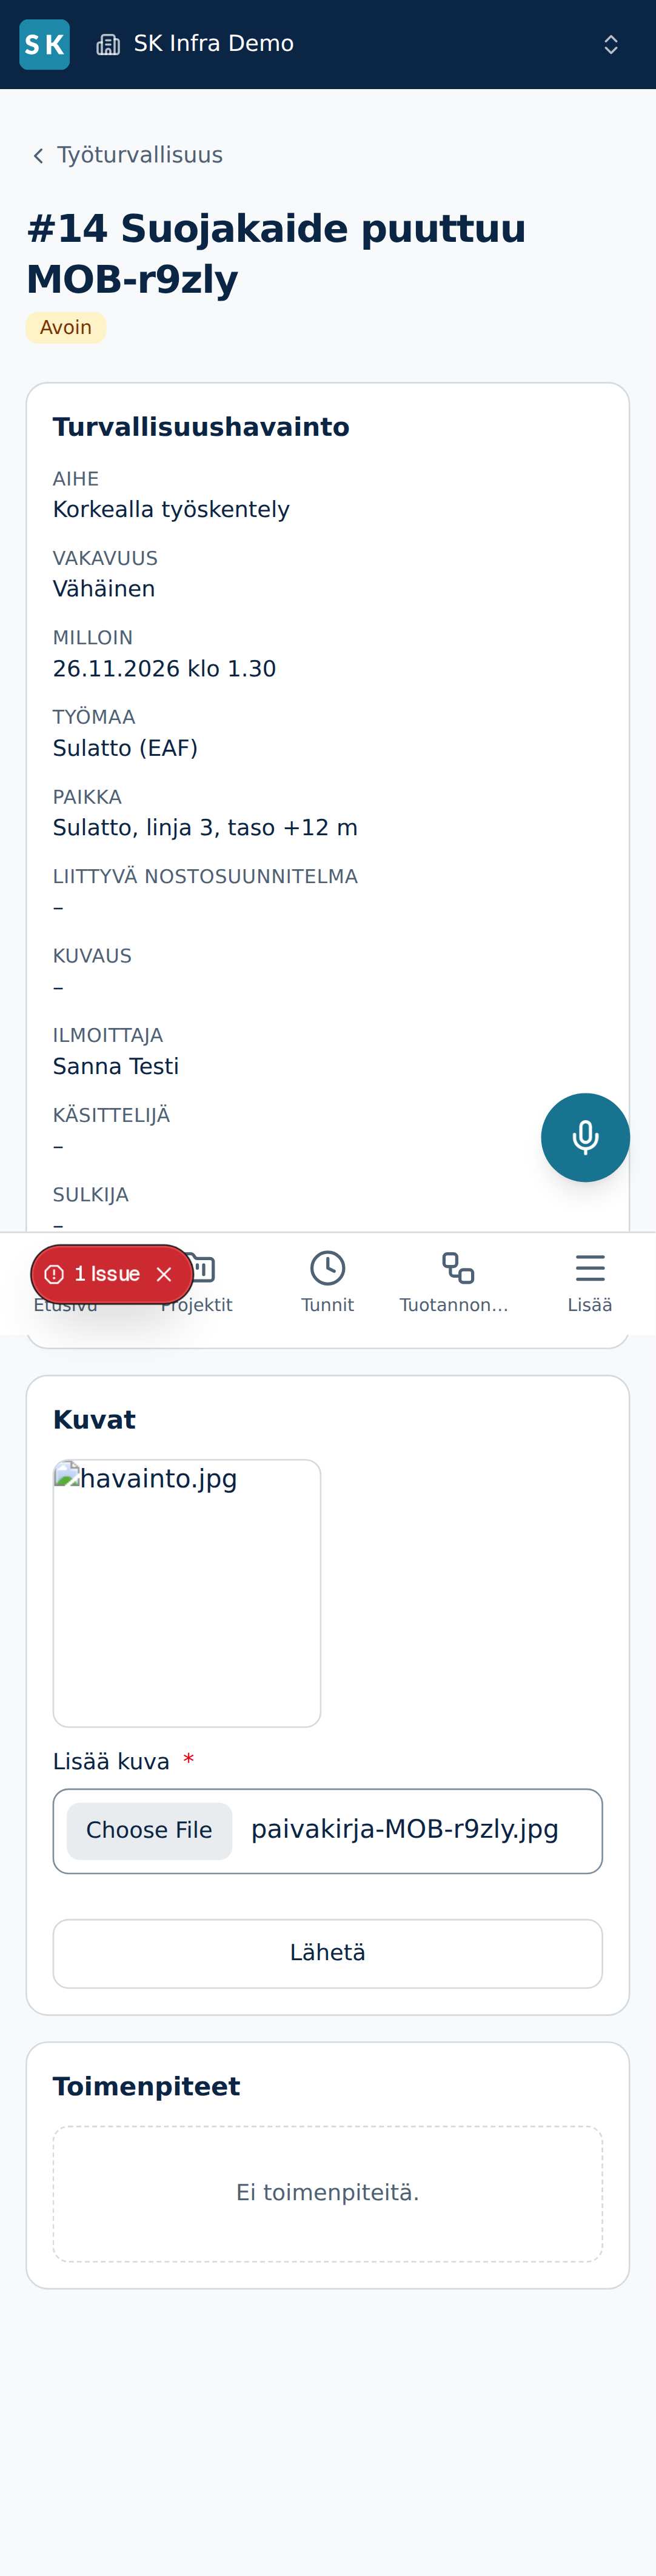 SK
SK Infra Demo
Työturvallisuus
#14 Suojakaide puuttuu
MOB-r9zly
Avoin
Turvallisuushavainto
AIHE
Korkealla työskentely
VAKAVUUS
Vähäinen
MILLOIN
26.11.2026 klo 1.30
TYÖMAA
Sulatto (EAF)
PAIKKA
Sulatto, linja 3, taso +12 m
LIITTYVÄ NOSTOSUUNNITELMA
–
KUVAUS
–
ILMOITTAJA
Sanna Testi
KÄSITTELIJÄ
–
SULKIJA
–
1 Issue
Etusivu Projektit Tunnit Tuotannon... Lisää
Kuvat
havainto.jpg
Lisää kuva *
Choose File paivakirja-MOB-r9zly.jpg
Lähetä
Toimenpiteet
Ei toimenpiteitä.